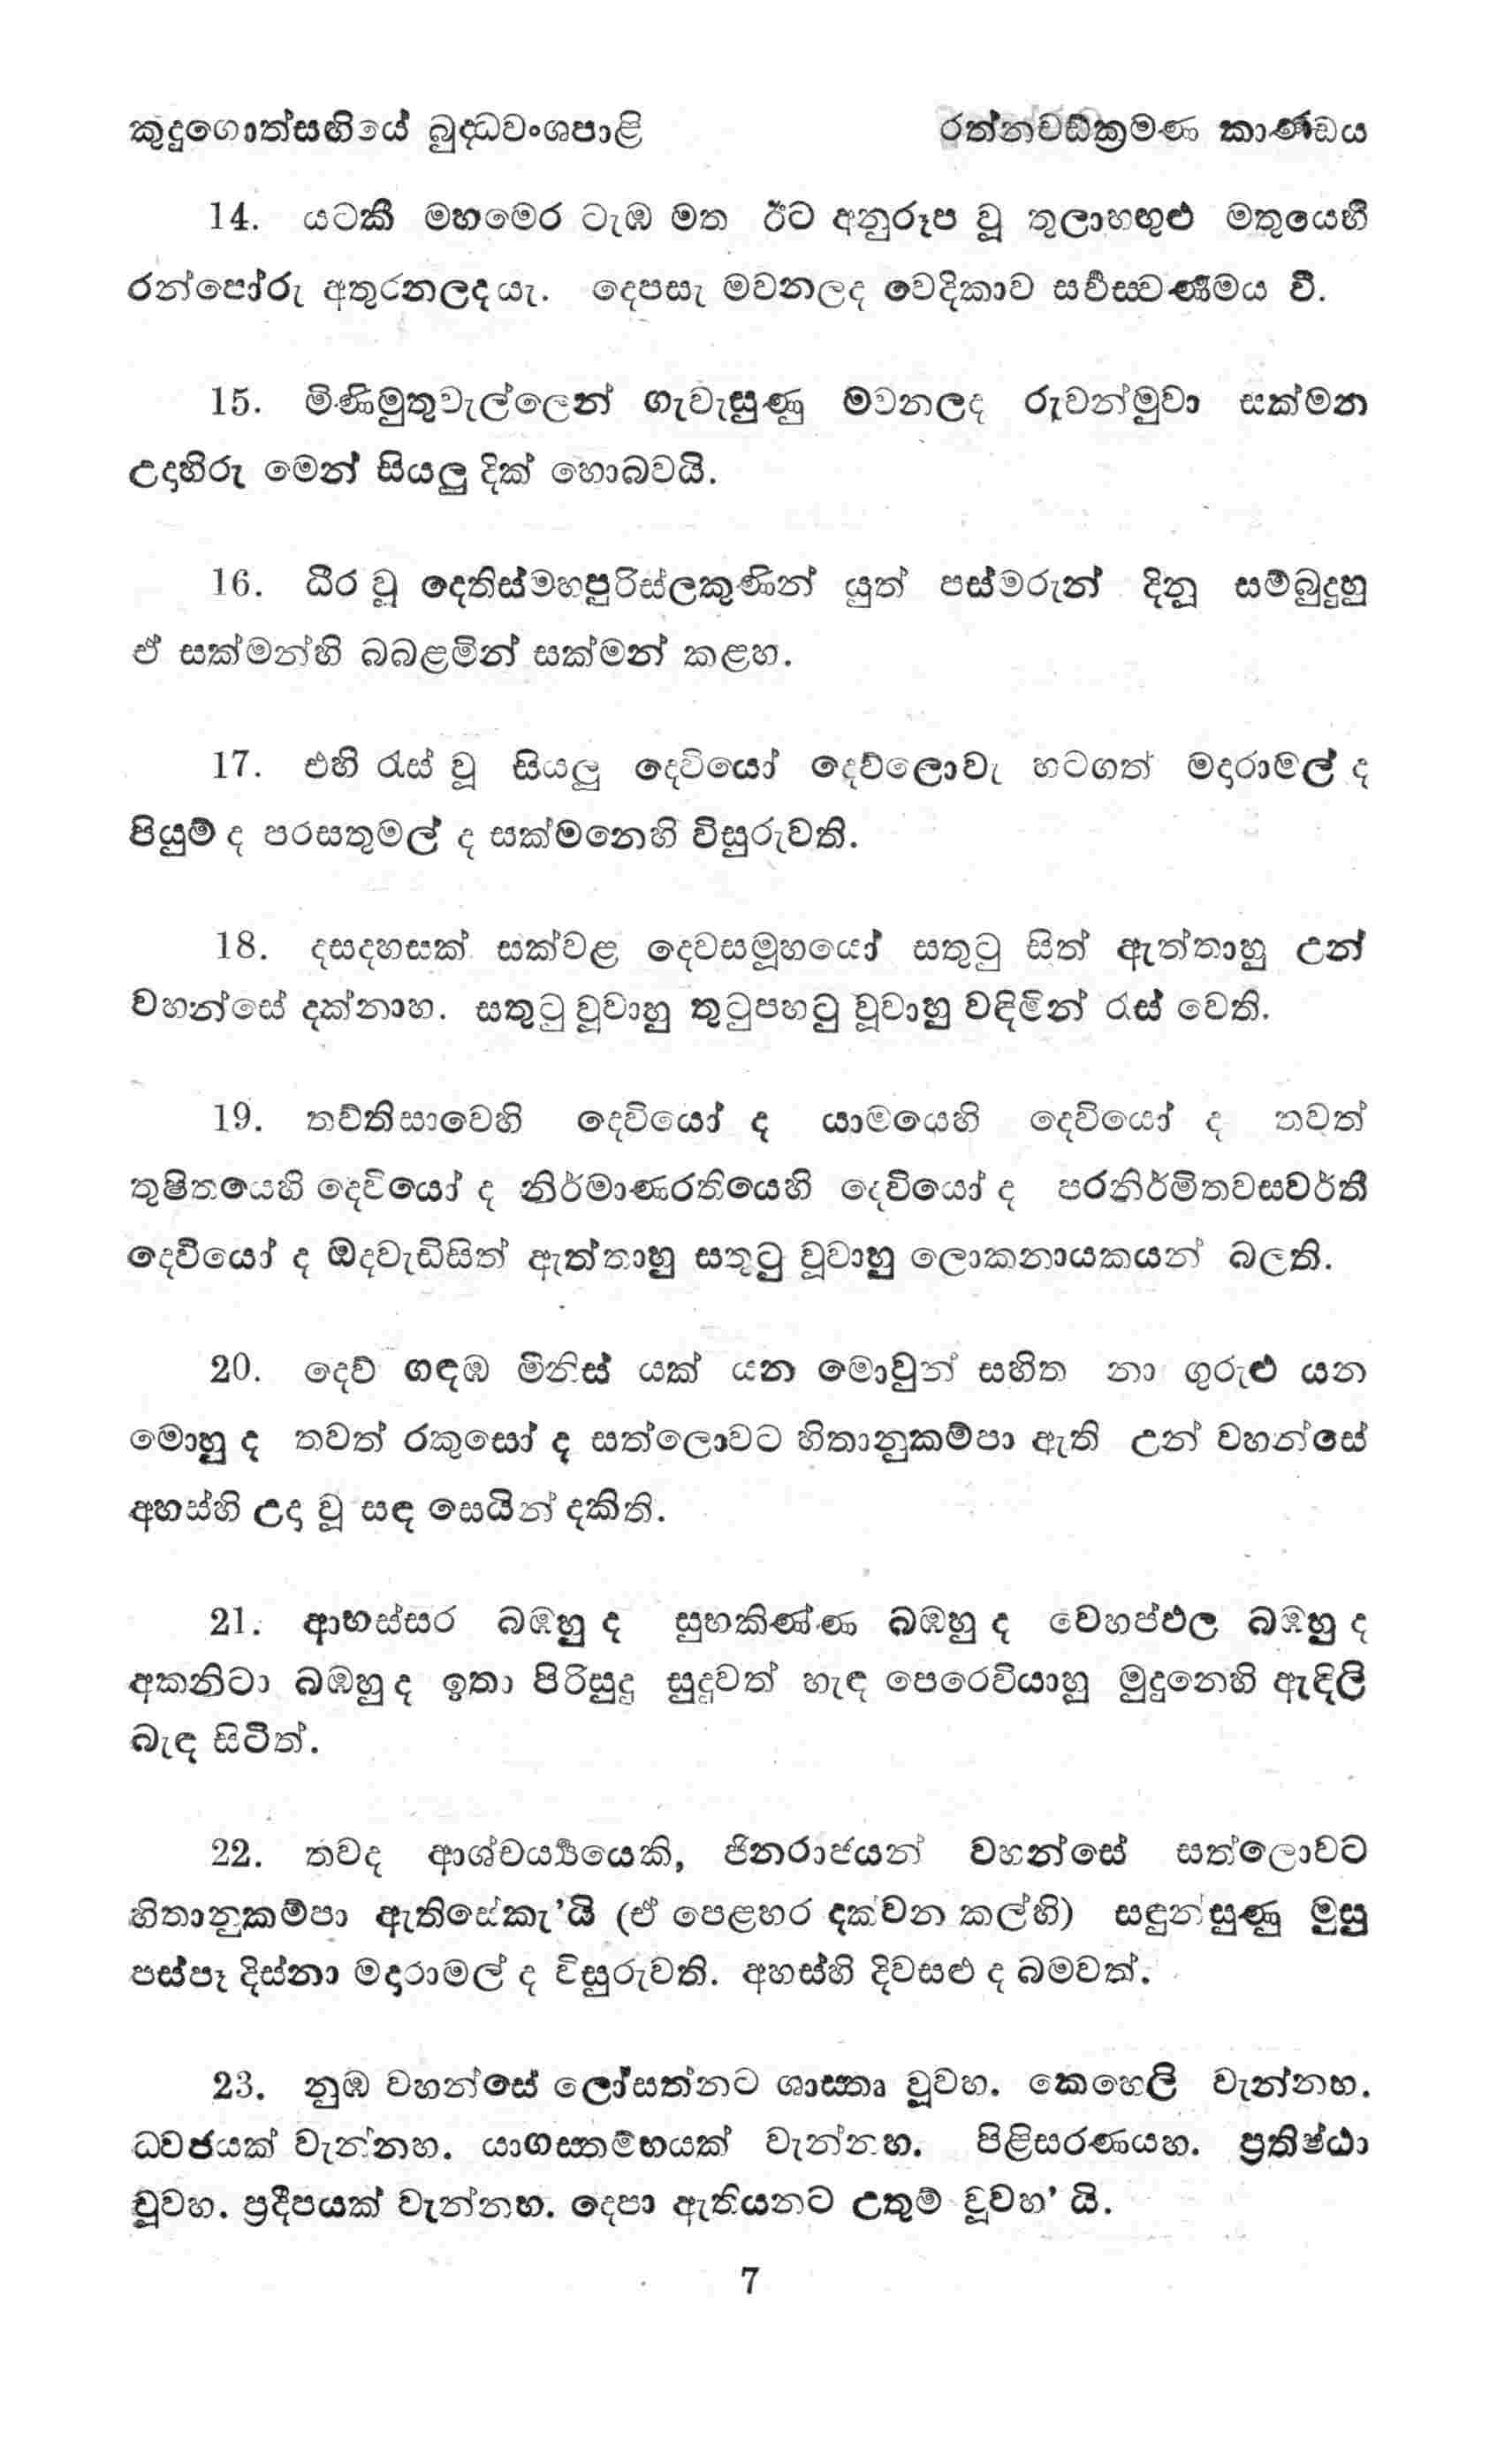 කුදුගොත්සඟියේ බුද්ධවංශපාළි රත්නචඞ්ක්‍රමණ කාණ්ඩය
14. යටකී මහමෙර ටැඹ මත ඊට අනුරූප වූ තුලාහඟුළු මතුයෙහි
රන්පෝරු අතුරනලද යැ. දෙපසැ මවනලද වෙදිකාව සර්‍වස්වර්‍ණමය වී.
15. මිණිමුතුවැල්ලෙන් ගැවැසුණු මවනලද රුවන්මුවා සක්මන
උදාහිරු මෙන් සියලු දික් හොබවයි.
16. ධීර වූ දෙතිස්මහපුරිස්ලකුණින් යුත් පස්මරුන් දිනූ සම්බුදුහු
ඒ සක්මන්හි බබළමින් සක්මන් කළහ.
17. එහි රැස් වූ සියලු දෙවියෝ දෙව්ලොවැ හටගත් මදාරාමල් ද
පියුම් ද පරසතුමල් ද සක්මනෙහි විසුරුවති.
18. දසදහසක් සක්වළ දෙවසමූහයෝ සතුටු සිත් ඇත්තාහු උන්
වහන්සේ දක්නාහ. සතුටු වූවාහු තුටුපහටු වූවාහු වඳිමින් රැස් වෙති.
19. තව්තිසාවෙහි දෙවියෝ ද යාමයෙහි දෙවියෝ ද තවත්
තුෂිතයෙහි දෙවියෝ ද නිර්මාණරතියෙහි දෙවියෝ ද පරනිර්මිතවසවර්තී
දෙවියෝ ද ඔදවැඩිසිත් ඇත්තාහු සතුටු වූවාහු ලොකනායකයන් බලති.
20. දෙව් ගඳඹ මිනිස් යක් යන මොවුන් සහිත නා ගුරුළු යන
මොහු ද තවත් රකුසෝ ද සත්ලොවට හිතානුකම්පා ඇති උන් වහන්සේ
අහස්හි උදා වූ සඳ සෙයින් දකිති.
21. ආභස්සර බඹහු ද සුභකිණ්ණ බඹහු ද වෙහප්ඵල බඹහු ද
අකනිටා බඹහු ද ඉතා පිරිසුදු සුදුවත් හැඳ පෙරෙවියාහු මුදුනෙහි ඇඳිලි
බැඳ සිටිත්.
22. තවද ආශ්චර්‍ය්‍යයෙකි, ජිනරාජයන් වහන්සේ සත්ලොවට
හිතානුකම්පා ඇතිසේකැ'යි (ඒ පෙළහර දක්වන කල්හි) සඳුන්සුණු මුසු
පස්පෑ දිස්නා මදාරාමල් ද විසුරුවති. අහස්හි දිවසළු ද බමවත්.
23. නුඹ වහන්සේ ලෝසත්නට ශාස්තෘ වූවහ. කෙහෙලි වැන්නහ.
ධ්වජයක් වැන්නහ. යාගස්තම්භයක් වැන්නහ. පිළිසරණයහ. ප්‍රතිෂ්ඨා
වූවහ. ප්‍රදීපයක් වැන්නහ. දෙපා ඇතියනට උතුම් වූවහ' යි.
7